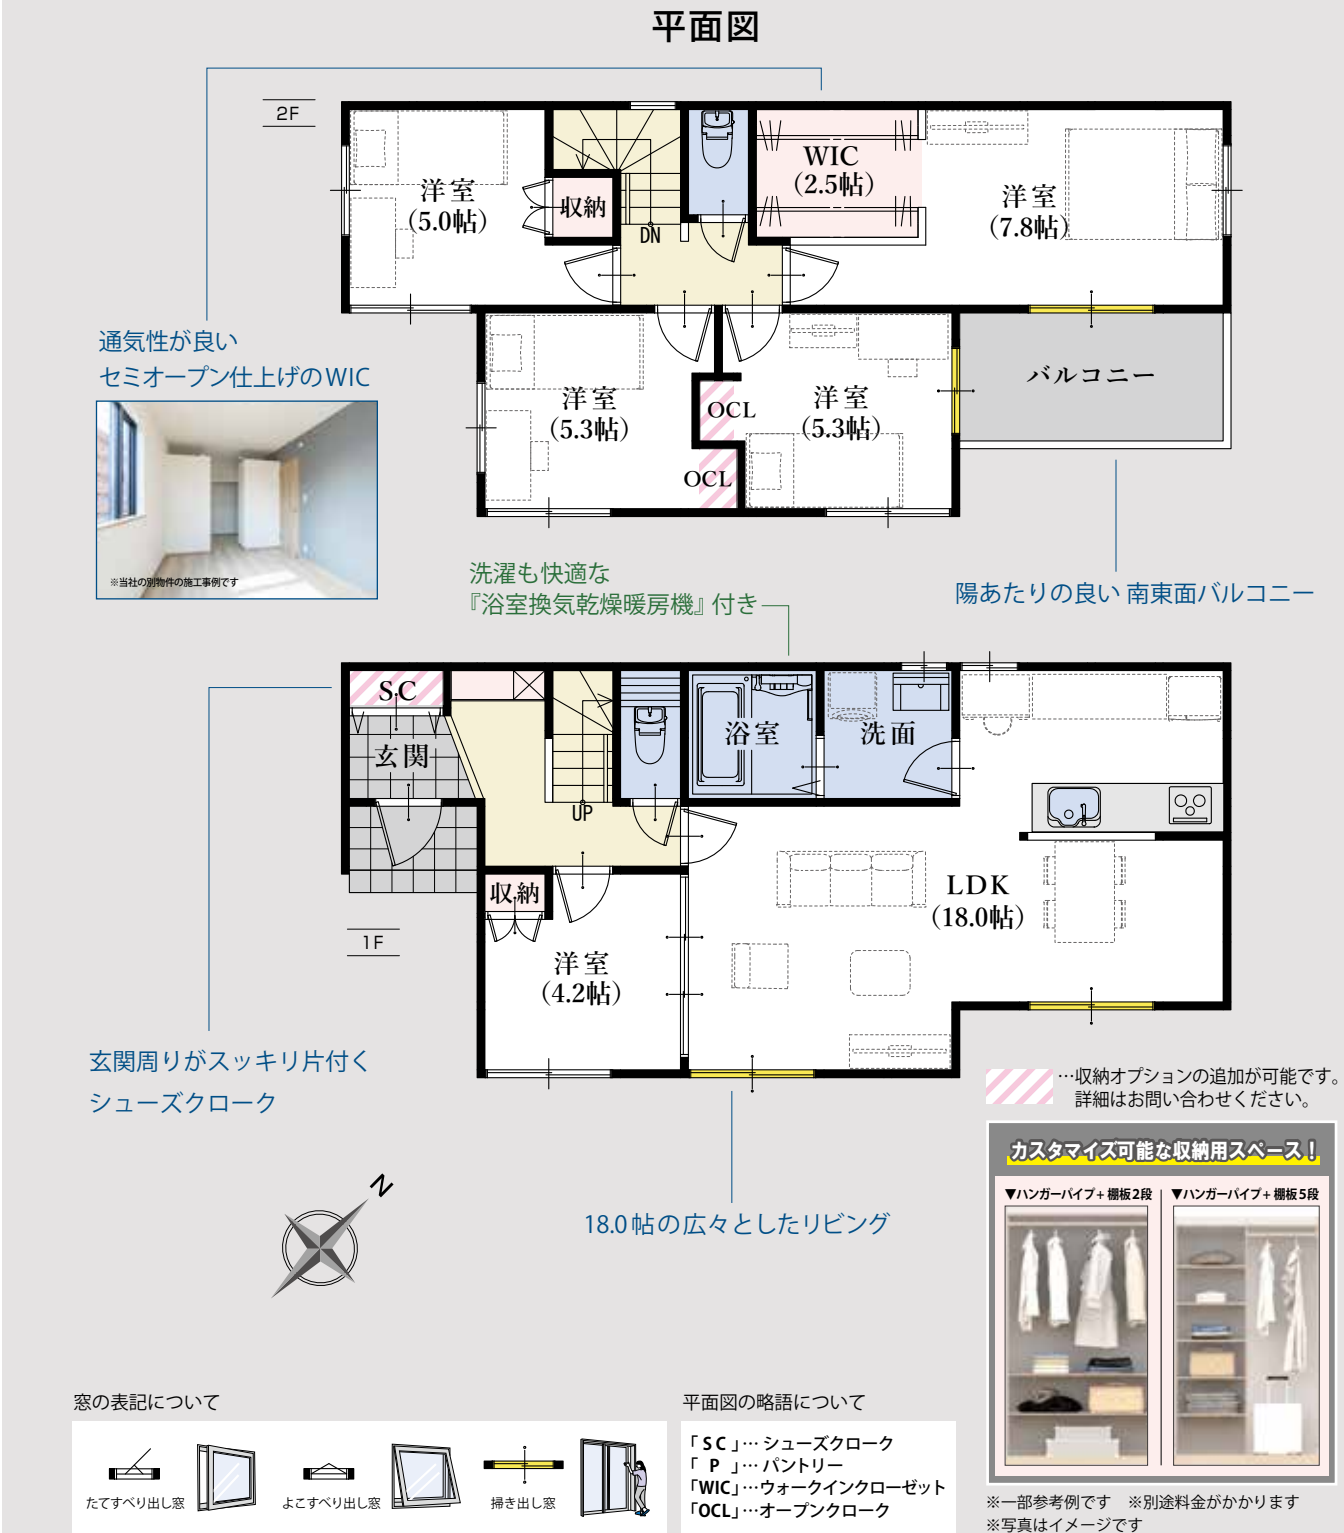 平面図
2F
洋室
(5.0帖)
収納
DN
WIC
(2.5帖)
洋室
(7.8帖)
通気性が良い
セミオープン仕上げのWIC
※当社の別物件の施工事例です
洋室
(5.3帖)
OCL
OCL
洋室
(5.3帖)
バルコニー
洗濯も快適な
『浴室換気乾燥暖房機』付き
陽あたりの良い 南東面バルコニー
SC
玄関
UP
浴室
洗面
収納
洋室
(4.2帖)
LDK
(18.0帖)
1F
玄関周りがスッキリ片付く
シューズクローク
18.0帖の広々としたリビング
N
…収納オプションの追加が可能です。
詳細はお問い合わせください。
カスタマイズ可能な収納用スペース！
▼ハンガーパイプ+棚板2段
▼ハンガーパイプ+棚板5段
※一部参考例です　※別途料金がかかります
※写真はイメージです
窓の表記について
たてすべり出し窓
よこすべり出し窓
掃き出し窓
平面図の略語について
「SC」…シューズクローク
「P」…パントリー
「WIC」…ウォークインクローゼット
「OCL」…オープンクローク